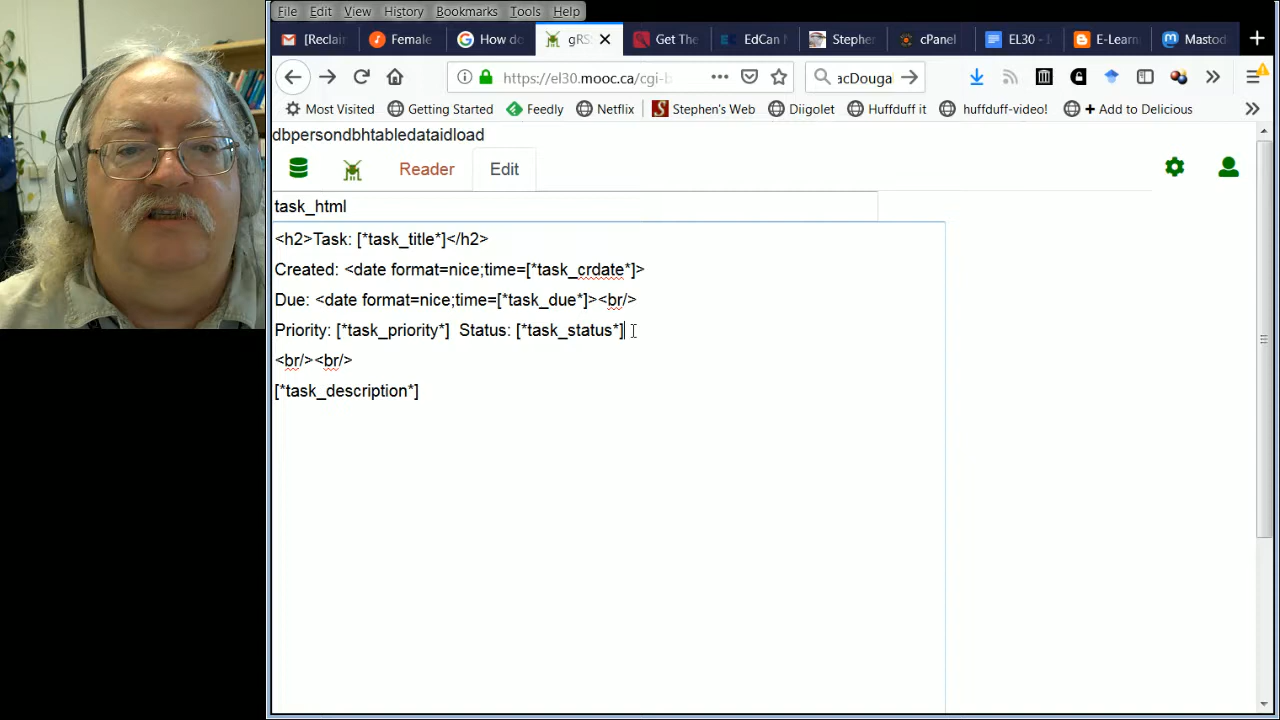 File Edit View History Bookmarks Tools Help
[Reclai Female How do gRS Get The EdCan N Stephen cPanel EL30 - E-Learn Mastod
https://el30.mooc.ca/cgi-b acDouga
Most Visited Getting Started Feedly Netflix Stephen's Web Diigolet Huffduff it huffduff-video! + Add to Delicious
dbpersondbhtabledataidload
Reader Edit
task_html
<h2>Task: [*task_title*]</h2>
Created: <date format=nice;time=[*task_crdate*]>
Due: <date format=nice;time=[*task_due*]><br/>
Priority: [*task_priority*]  Status: [*task_status*]
<br/><br/>
[*task_description*]